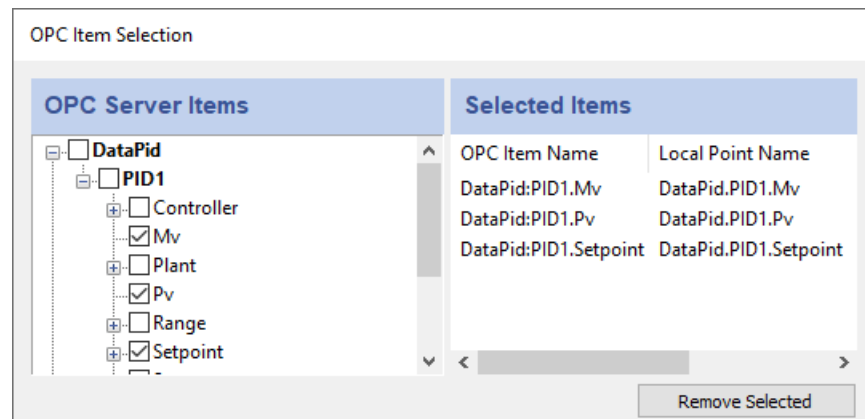 OPC Item Selection
OPC Server Items
DataPid
PID1
Controller
Mv
Plant
Pv
Range
Setpoint
Selected Items
OPC Item Name Local Point Name
DataPid:PID1.Mv DataPid.PID1.Mv
DataPid:PID1.Pv DataPid.PID1.Pv
DataPid:PID1.Setpoint DataPid.PID1.Setpoint
Remove Selected